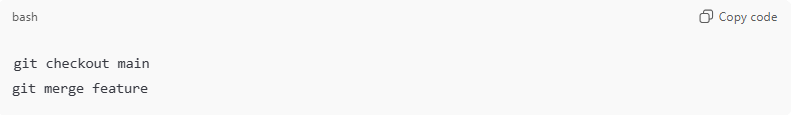 bash
Copy code
git checkout main
git merge feature